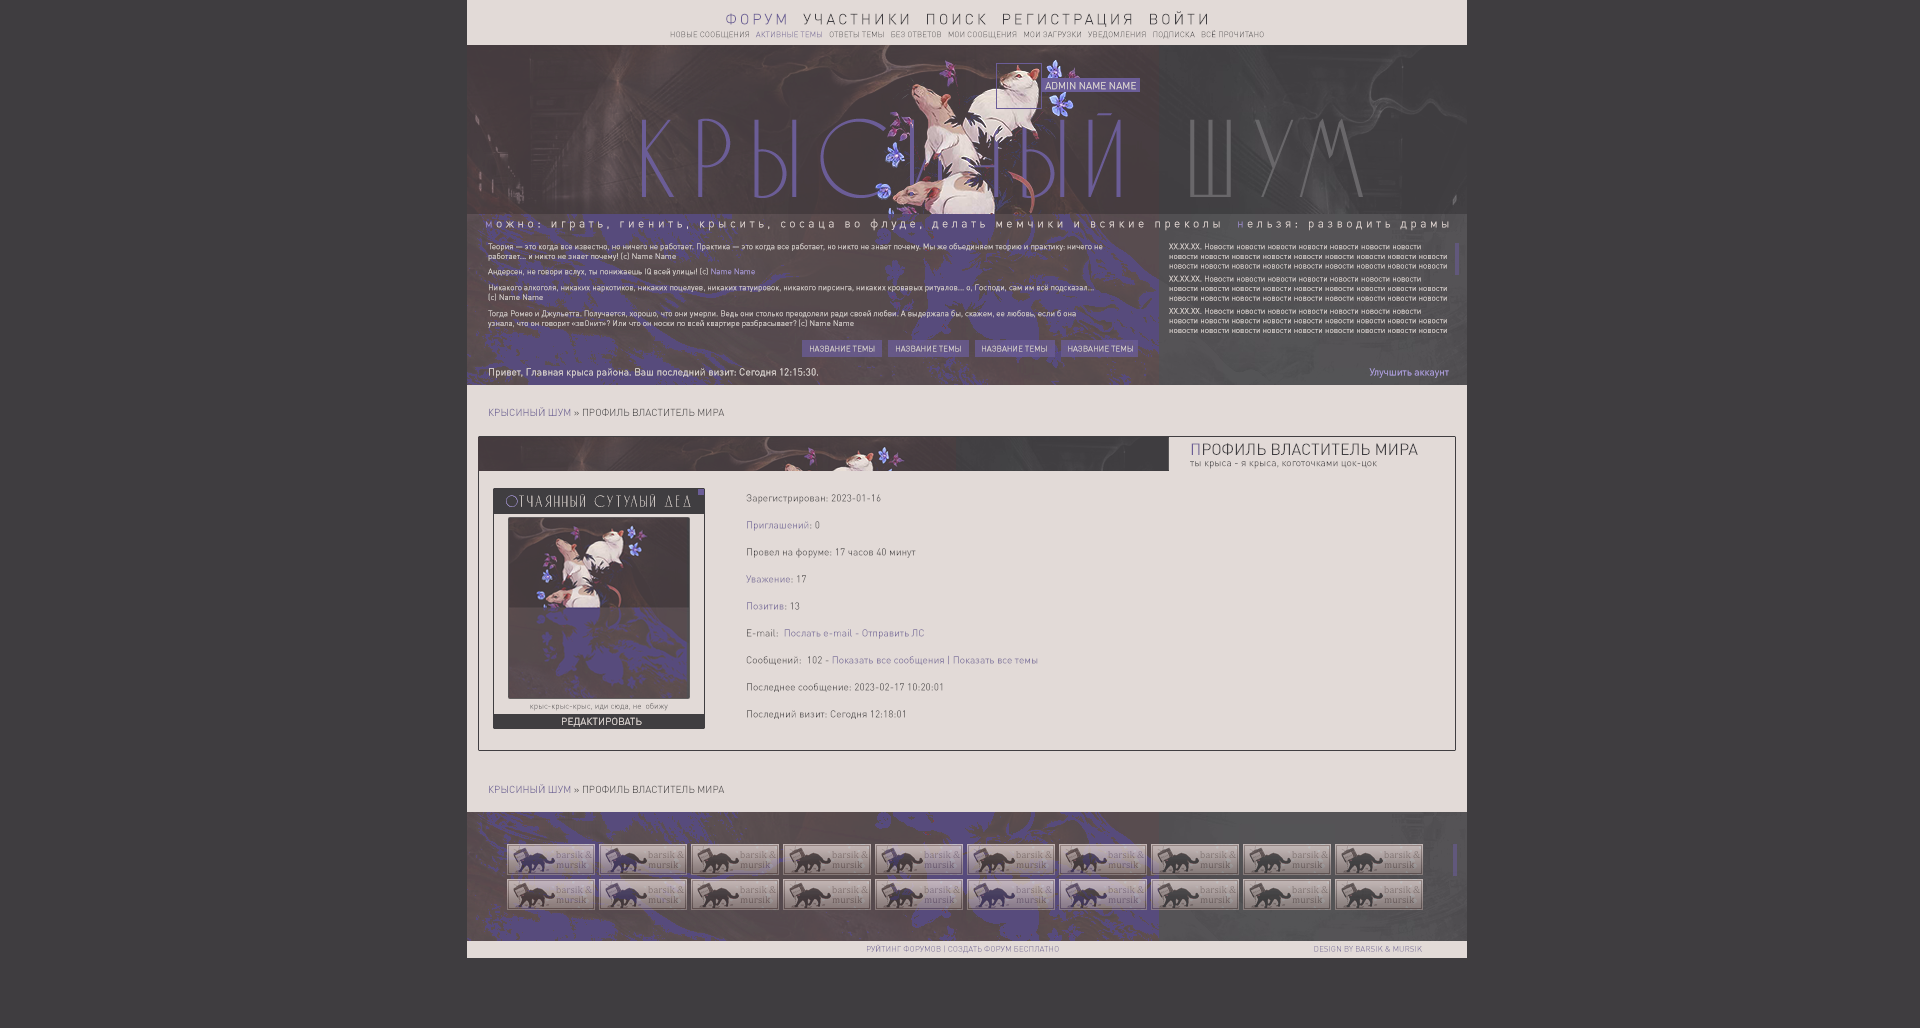 ФОРУМ УЧАСТНИКИ ПОИСК РЕГИСТРАЦИЯ ВОЙТИ
НОВЫЕ СООБЩЕНИЯ АКТИВНЫЕ ТЕМЫ ОТВЕТЫ ТЕМЫ БЕЗ ОТВЕТОВ МОИ СООБЩЕНИЯ МОИ ЗАГРУЗКИ УВЕДОМЛЕНИЯ ПОДПИСКА ВСЁ ПРОЧИТАНО
ADMIN NAME NAME
КРЫСИНЫЙ ШУМ
можно: играть, гиенить, крысить, сосаца во флуде, делать мемчики и всякие преколы нельзя: разводить драмы
Теория — это когда все известно, но ничего не работает. Практика — это когда все работает, но никто не знает почему. Мы же объединяем теорию и практику: ничего не
работает... и никто не знает почему! (c) Name Name
Андерсен, не говори вслух, ты понижаешь IQ всей улицы! (c) Name Name
Никакого алкоголя, никаких наркотиков, никаких поцелуев, никаких татуировок, никакого пирсинга, никаких кровавых ритуалов... о, Господи, сам им всё подсказал...
(c) Name Name
Тогда Ромео и Джульетта. Получается, хорошо, что они умерли. Ведь они столько преодолели ради своей любви. А выдержала бы, скажем, ее любовь, если б она
узнала, что он говорит «звОнит»? Или что он носки по всей квартире разбрасывает? (c) Name Name
XX.XX.XX. Новости новости новости новости новости новости новости
новости новости новости новости новости новости новости новости новости
новости новости новости новости новости новости новости новости новости
XX.XX.XX. Новости новости новости новости новости новости новости
новости новости новости новости новости новости новости новости новости
новости новости новости новости новости новости новости новости новости
XX.XX.XX. Новости новости новости новости новости новости новости
новости новости новости новости новости новости новости новости новости
новости новости новости новости новости новости новости новости новости
НАЗВАНИЕ ТЕМЫ НАЗВАНИЕ ТЕМЫ НАЗВАНИЕ ТЕМЫ НАЗВАНИЕ ТЕМЫ
Привет, Главная крыса района. Ваш последний визит: Сегодня 12:15:30.
Улучшить аккаунт
КРЫСИНЫЙ ШУМ » ПРОФИЛЬ ВЛАСТИТЕЛЬ МИРА
ПРОФИЛЬ ВЛАСТИТЕЛЬ МИРА
ты крыса - я крыса, коготочками цок-цок
ОТЧАЯННЫЙ СУТУЛЫЙ ДЕД
крыс-крыс-крыс, иди сюда, не обижу
РЕДАКТИРОВАТЬ
Зарегистрирован: 2023-01-16
Приглашений: 0
Провел на форуме: 17 часов 40 минут
Уважение: 17
Позитив: 13
E-mail: Послать e-mail - Отправить ЛС
Сообщений: 102 - Показать все сообщения | Показать все темы
Последнее сообщение: 2023-02-17 10:20:01
Последний визит: Сегодня 12:18:01
КРЫСИНЫЙ ШУМ » ПРОФИЛЬ ВЛАСТИТЕЛЬ МИРА
barsik & barsik & barsik & barsik & barsik & barsik & barsik & barsik & barsik & barsik &
mursik mursik mursik mursik mursik mursik mursik mursik mursik mursik
barsik & barsik & barsik & barsik & barsik & barsik & barsik & barsik & barsik & barsik &
mursik mursik mursik mursik mursik mursik mursik mursik mursik mursik
РУЙТИНГ ФОРУМОВ | СОЗДАТЬ ФОРУМ БЕСПЛАТНО
DESIGN BY BARSIK & MURSIK